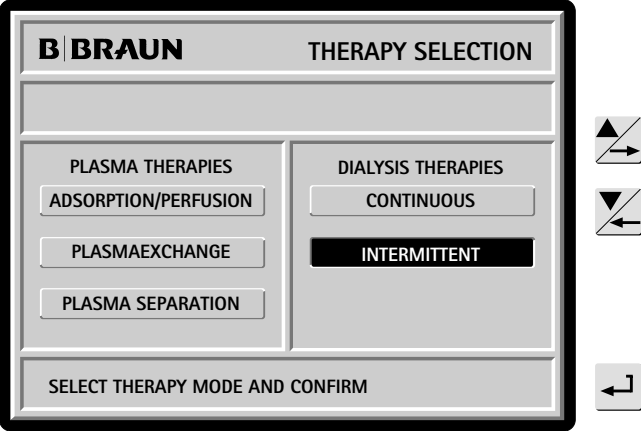 B|BRAUN THERAPY SELECTION
PLASMA THERAPIES
ADSORPTION/PERFUSION
PLASMAEXCHANGE
PLASMA SEPARATION
DIALYSIS THERAPIES
CONTINUOUS
INTERMITTENT
SELECT THERAPY MODE AND CONFIRM